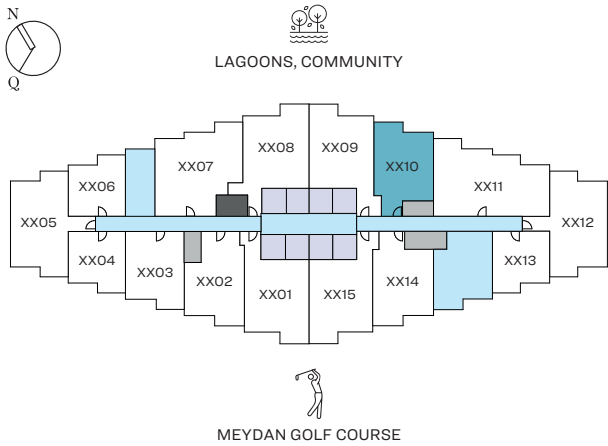 N
Q
LAGOONS, COMMUNITY
XX08
XX09
XX07
XX10
XX06
XX11
XX05
XX12
XX04
XX03
XX02
XX01
XX15
XX14
XX13
MEYDAN GOLF COURSE